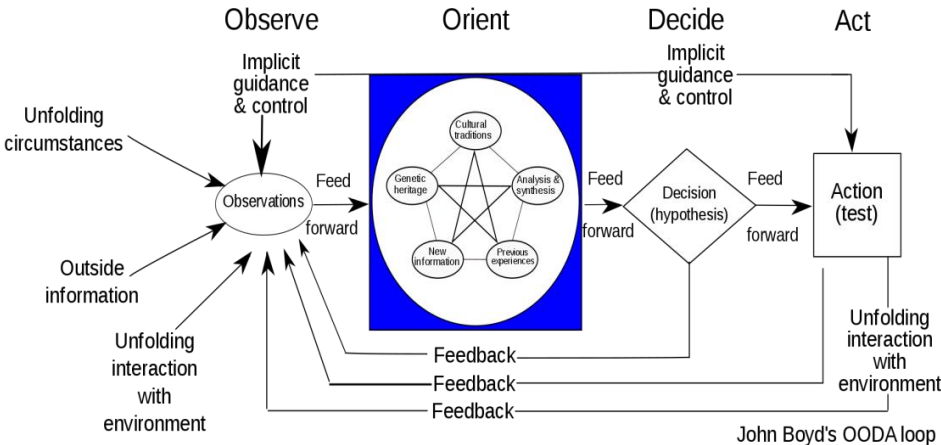 Observe
Orient
Decide
Act
Implicit
guidance
& control
Implicit
guidance
& control
Unfolding
circumstances
Outside
information
Unfolding
interaction
with
environment
Observations
Feed
forward
Cultural
traditions
Genetic
heritage
Analysis &
synthesis
New
information
Previous
experiences
Feed
forward
Decision
(hypothesis)
Feed
forward
Action
(test)
Unfolding
interaction
with
environment
Feedback
Feedback
Feedback
John Boyd's OODA loop